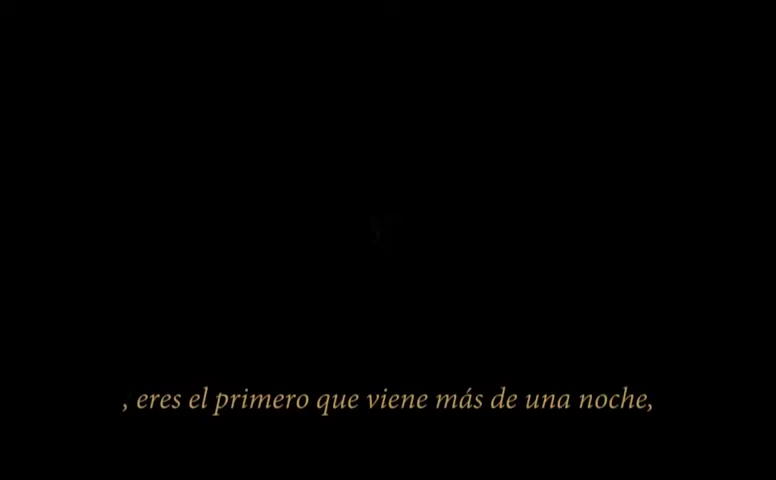 , eres el primero que viene más de una noche,